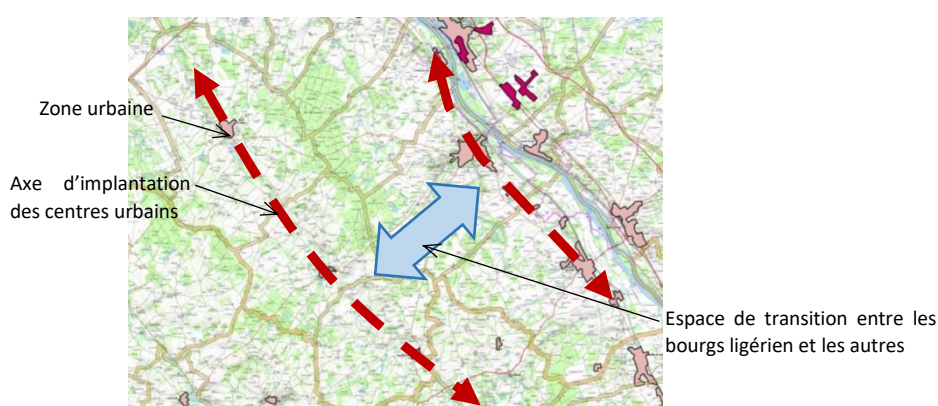 Zone urbaine
Axe d'implantation
des centres urbains
Espace de transition entre les
bourgs ligérien et les autres